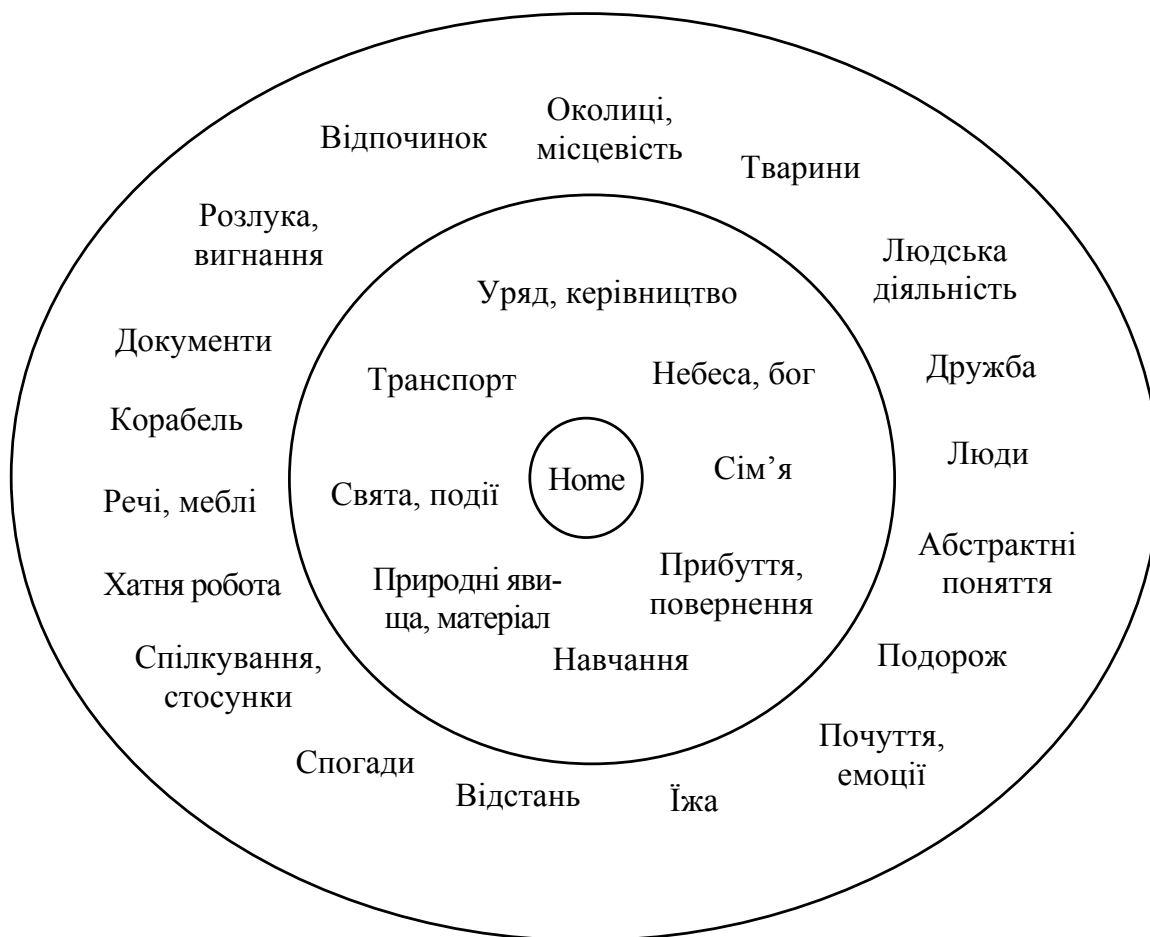 Околиці,
місцевість
Відпочинок
Тварини
Розлука,
вигнання
Людська
діяльність
Уряд, керівництво
Документи
Транспорт
Небеса, бог
Дружба
Корабель
Home
Сім’я
Люди
Речі, меблі
Свята, події
Абстрактні
поняття
Хатня робота
Природні яви-
ща, матеріал
Прибуття,
повернення
Навчання
Спілкування,
стосунки
Подорож
Спогади
Відстань
Їжа
Почуття,
емоції